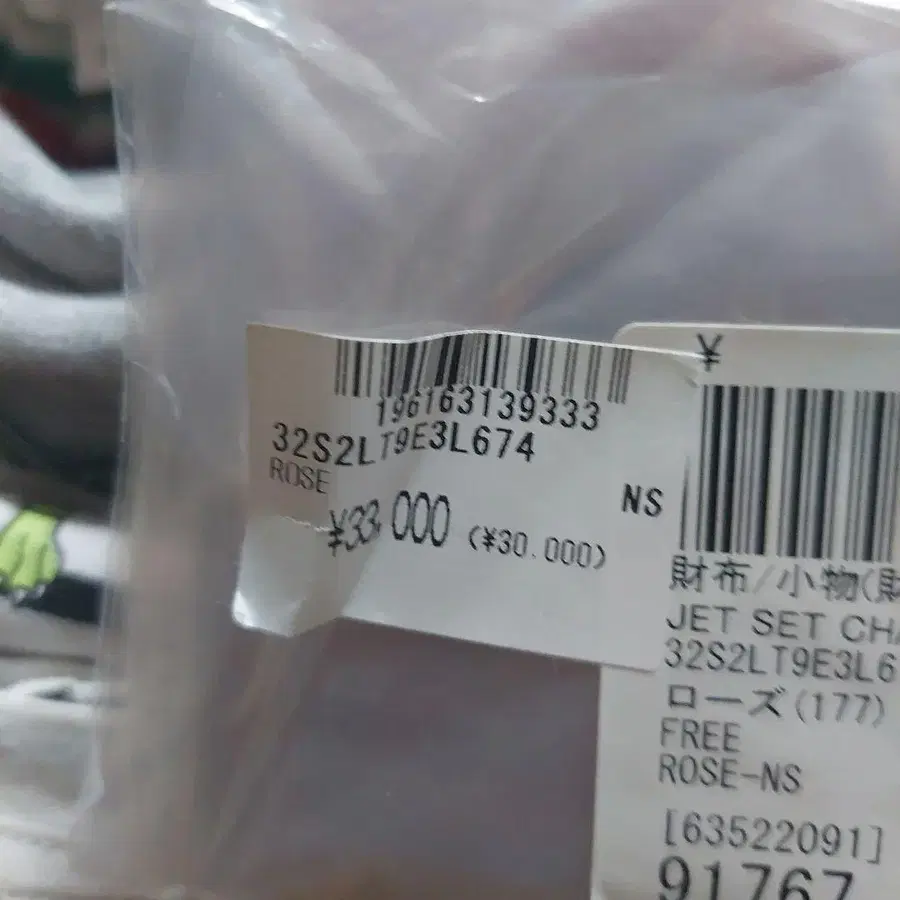 196163139333
32S2LT9E3L674
ROSE
NS
¥33,000 (¥30,000)
¥
財布/小物(財
JET SET CHA
32S2LT9E3L6
ローズ(177)
FREE
ROSE-NS
[63522091]
91767